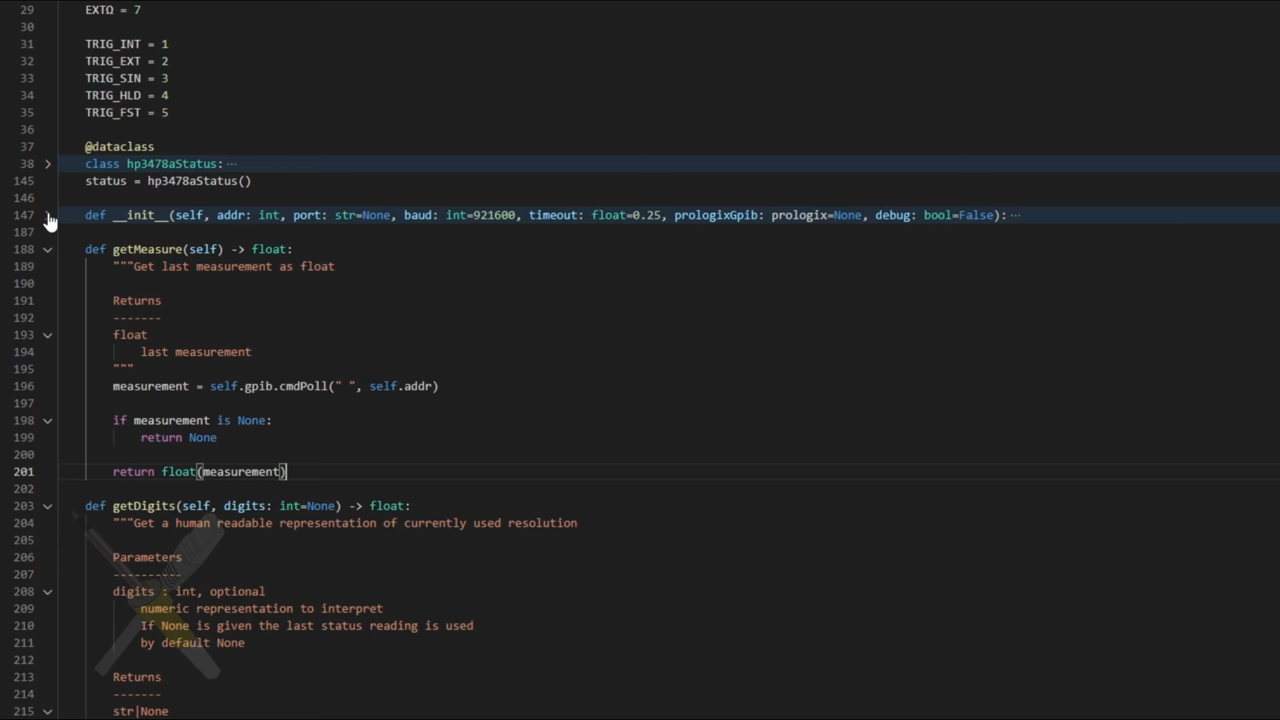 29 EXTΩ = 7
30
31 TRIG_INT = 1
32 TRIG_EXT = 2
33 TRIG_SIN = 3
34 TRIG_HLD = 4
35 TRIG_FST = 5
36
37 @dataclass
38 class hp3478aStatus: ⋯
145 status = hp3478aStatus()
146
147 def __init__(self, addr: int, port: str=None, baud: int=921600, timeout: float=0.25, prologixGpib: prologix=None, debug: bool=False): ⋯
187
188 def getMeasure(self) -> float:
189 """Get last measurement as float
190
191 Returns
192 -------
193 float
194 last measurement
195 """
196 measurement = self.gpib.cmdPoll(" ", self.addr)
197
198 if measurement is None:
199 return None
200
201 return float(measurement)
202
203 def getDigits(self, digits: int=None) -> float:
204 """Get a human readable representation of currently used resolution
205
206 Parameters
207 ----------
208 digits : int, optional
209 numeric representation to interpret
210 If None is given the last status reading is used
211 by default None
212
213 Returns
214 -------
215 str|None